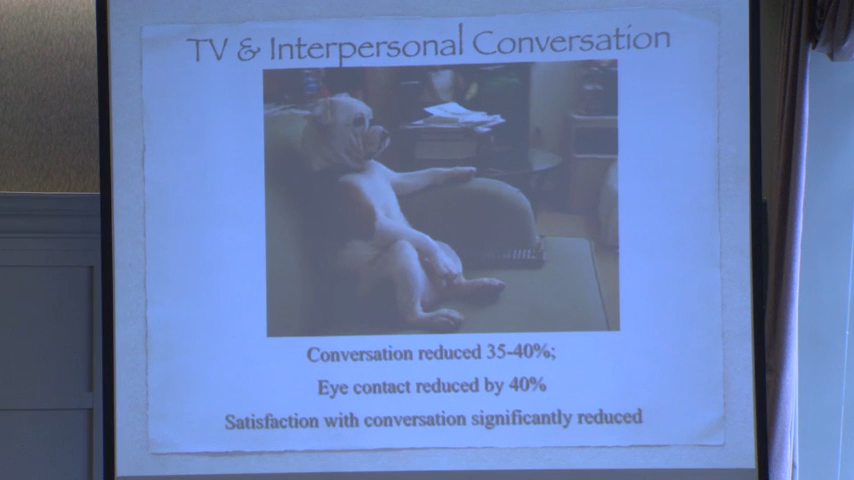 TV & Interpersonal Conversation
Conversation reduced 35-40%;
Eye contact reduced by 40%
Satisfaction with conversation significantly reduced